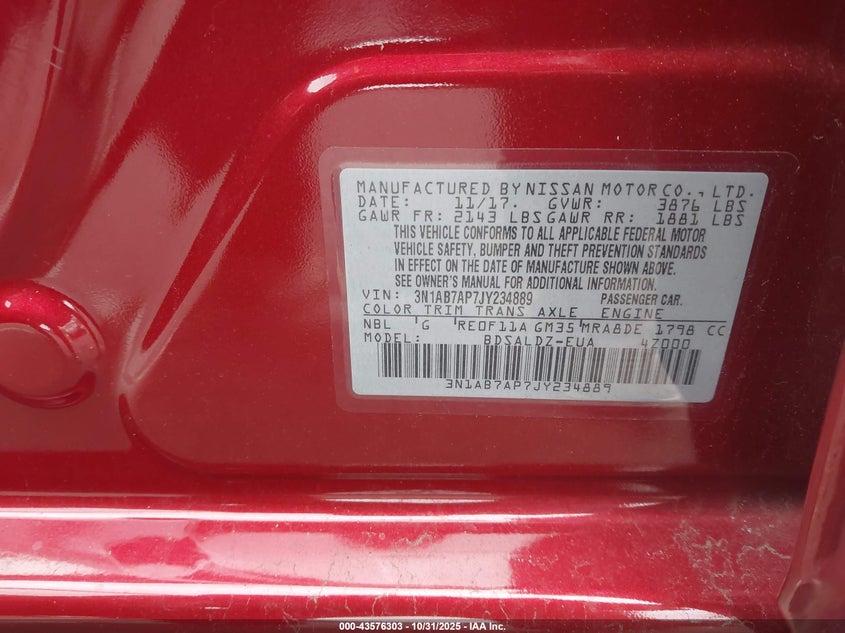 MANUFACTURED BY NISSAN MOTOR CO., LTD.
DATE: 11/17. GVWR: 3876 LBS
GAWR FR: 2143 LBS GAWR RR: 1881 LBS
THIS VEHICLE CONFORMS TO ALL APPLICABLE FEDERAL MOTOR
VEHICLE SAFETY, BUMPER AND THEFT PREVENTION STANDARDS
IN EFFECT ON THE DATE OF MANUFACTURE SHOWN ABOVE.
SEE OWNER'S MANUAL FOR ADDITIONAL INFORMATION.
VIN: 3N1AB7AP7JY234889 PASSENGER CAR.
COLOR TRIM TRANS AXLE ENGINE
NBL 'G RE0F11A GM35 MRA8DE 1798 CC
MODEL: BDSALDZ-EUA 4Z000
3N1AB7AP7JY234889
000-43576303 - 10/31/2025 - IAA Inc.